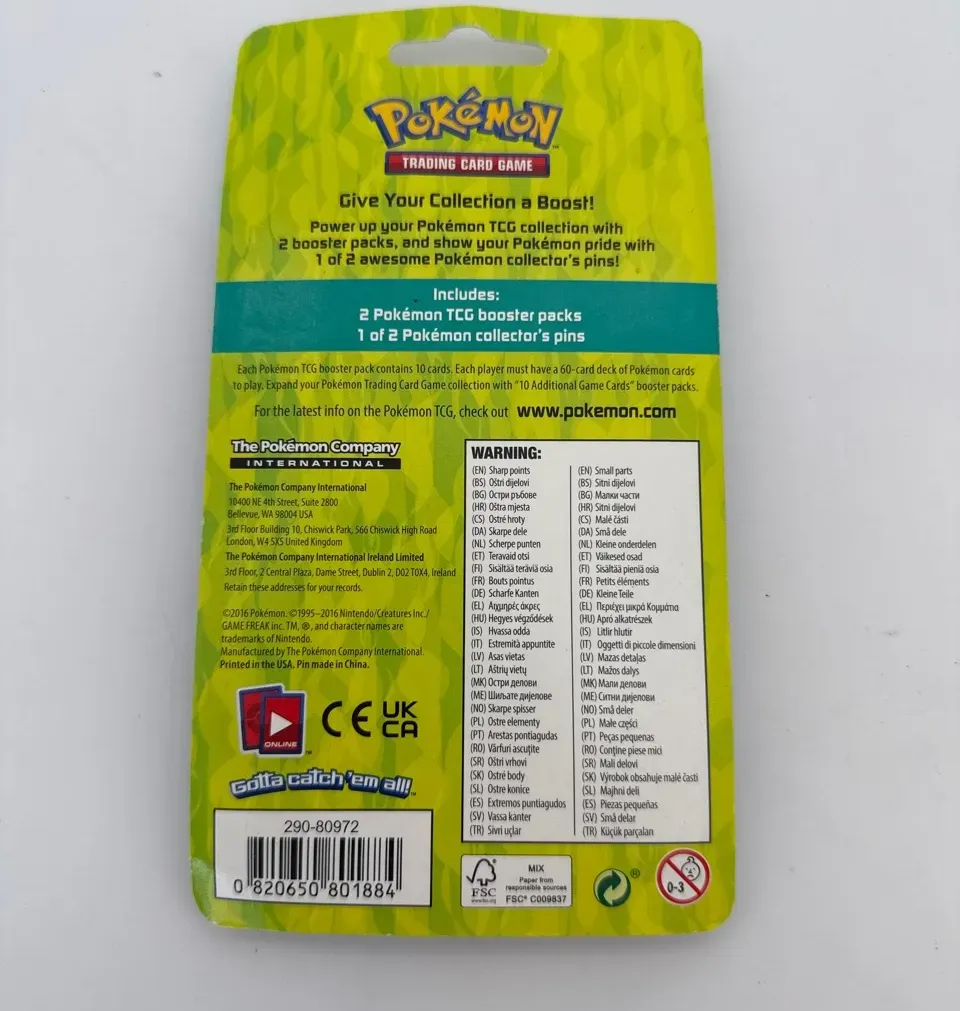 POKéMON™
TRADING CARD GAME
Give Your Collection a Boost!
Power up your Pokémon TCG collection with
2 booster packs, and show your Pokémon pride with
1 of 2 awesome Pokémon collector's pins!
Includes:
2 Pokémon TCG booster packs
1 of 2 Pokémon collector's pins
Each Pokémon TCG booster pack contains 10 cards. Each player must have a 60-card deck of Pokémon cards
to play. Expand your Pokémon Trading Card Game collection with "10 Additional Game Cards" booster packs.
For the latest info on the Pokémon TCG, check out www.pokemon.com
The Pokémon Company
INTERNATIONAL
The Pokémon Company International
10400 NE 4th Street, Suite 2800
Bellevue, WA 98004 USA
3rd Floor Building 10, Chiswick Park, 566 Chiswick High Road
London, W4 5XS United Kingdom
The Pokémon Company International Ireland Limited
3rd Floor, 2 Central Plaza, Dame Street, Dublin 2, D02 T0X4, Ireland
Retain these addresses for your records.
©2016 Pokémon. ©1995–2016 Nintendo/Creatures Inc./
GAME FREAK inc. TM, ®, and character names are
trademarks of Nintendo.
Manufactured by The Pokémon Company International.
Printed in the USA. Pin made in China.
ONLINE™
CE UK
CA
Gotta catch 'em all!™
290-80972
0 820650 801884
WARNING:
(EN) Sharp points
(BS) Oštri dijelovi
(BG) Остри ръбове
(HR) Oštra mjesta
(CS) Ostré hroty
(DA) Skarpe dele
(NL) Scherpe punten
(ET) Teravaid otsi
(FI) Sisältää teräviä osia
(FR) Bouts pointus
(DE) Scharfe Kanten
(EL) Αιχμηρές άκρες
(HU) Hegyes végződések
(IS) Hvassa odda
(IT) Estremità appuntite
(LV) Asas vietas
(LT) Aštrių vietų
(MK) Остри делови
(ME) Шиљате дијелове
(NO) Skarpe spisser
(PL) Ostre elementy
(PT) Arestas pontiagudas
(RO) Vârfuri ascuțite
(SR) Oštri vrhovi
(SK) Ostré body
(SL) Ostre konice
(ES) Extremos puntiagudos
(SV) Vassa kanter
(TR) Sivri uçlar
(EN) Small parts
(BS) Sitni dijelovi
(BG) Малки части
(HR) Sitni dijelovi
(CS) Malé části
(DA) Små dele
(NL) Kleine onderdelen
(ET) Väikesed osad
(FI) Sisältää pieniä osia
(FR) Petits éléments
(DE) Kleine Teile
(EL) Περιέχει μικρά Κομμάτια
(HU) Apró alkatrészek
(IS) Litlir hlutir
(IT) Oggetti di piccole dimensioni
(LV) Mazas detaļas
(LT) Mažos dalys
(MK) Мали делови
(ME) Ситни дијелови
(NO) Små deler
(PL) Małe części
(PT) Peças pequenas
(RO) Conține piese mici
(SR) Mali delovi
(SK) Výrobok obsahuje malé časti
(SL) Majhni deli
(ES) Piezas pequeñas
(SV) Små delar
(TR) Küçük parçaları
FSC
www.fsc.org
MIX
Paper from
responsible sources
FSC® C009837
®
0-3